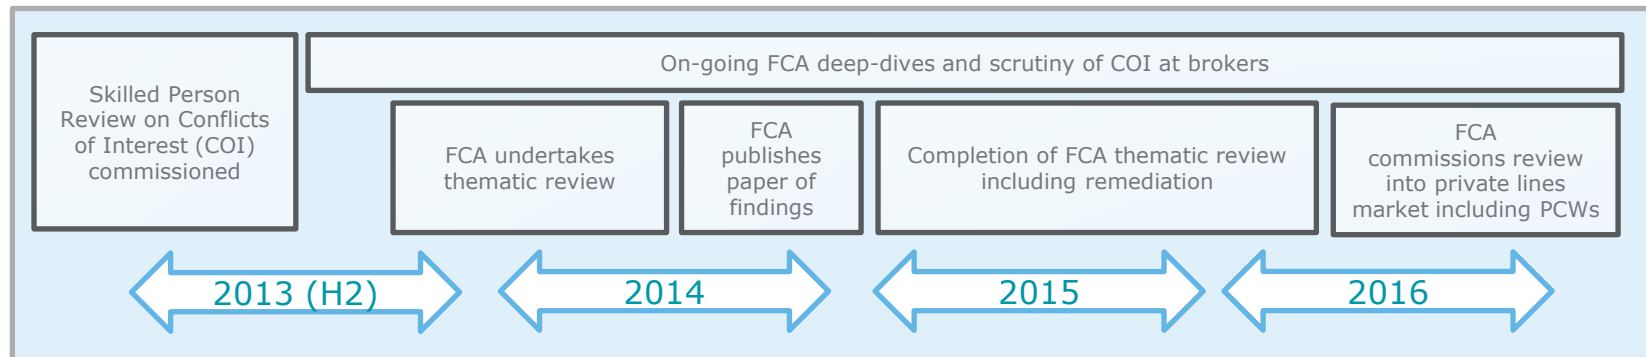 On-going FCA deep-dives and scrutiny of COI at brokers
Skilled Person
Review on Conflicts
of Interest (COI)
commissioned
FCA undertakes
thematic review
FCA
publishes
paper of
findings
Completion of FCA thematic review
including remediation
FCA
commissions review
into private lines
market including PCWs
2013 (H2)
2014
2015
2016